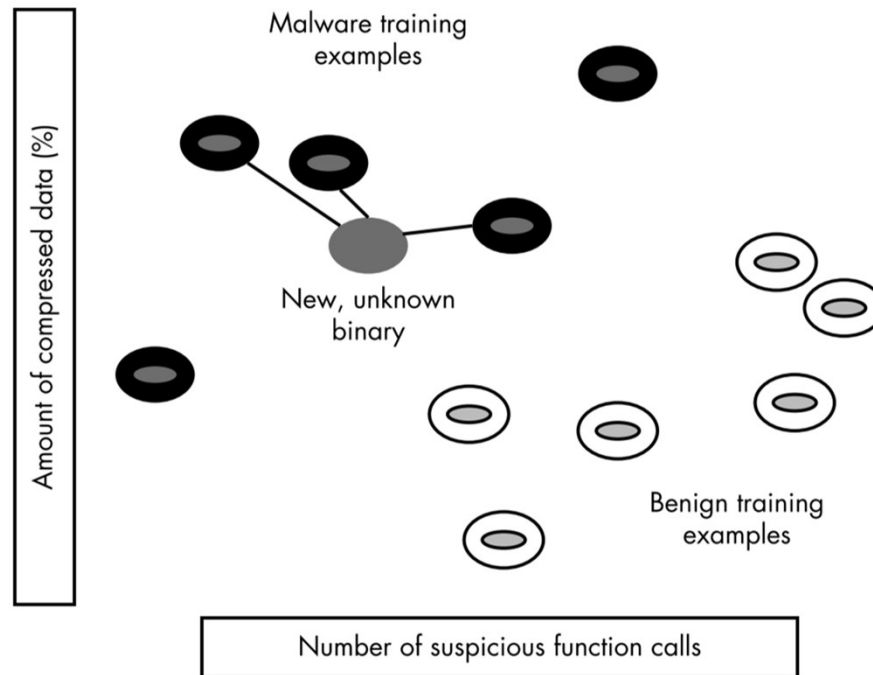 Malware training
examples
Amount of compressed data (%)
New, unknown
binary
Benign training
examples
Number of suspicious function calls